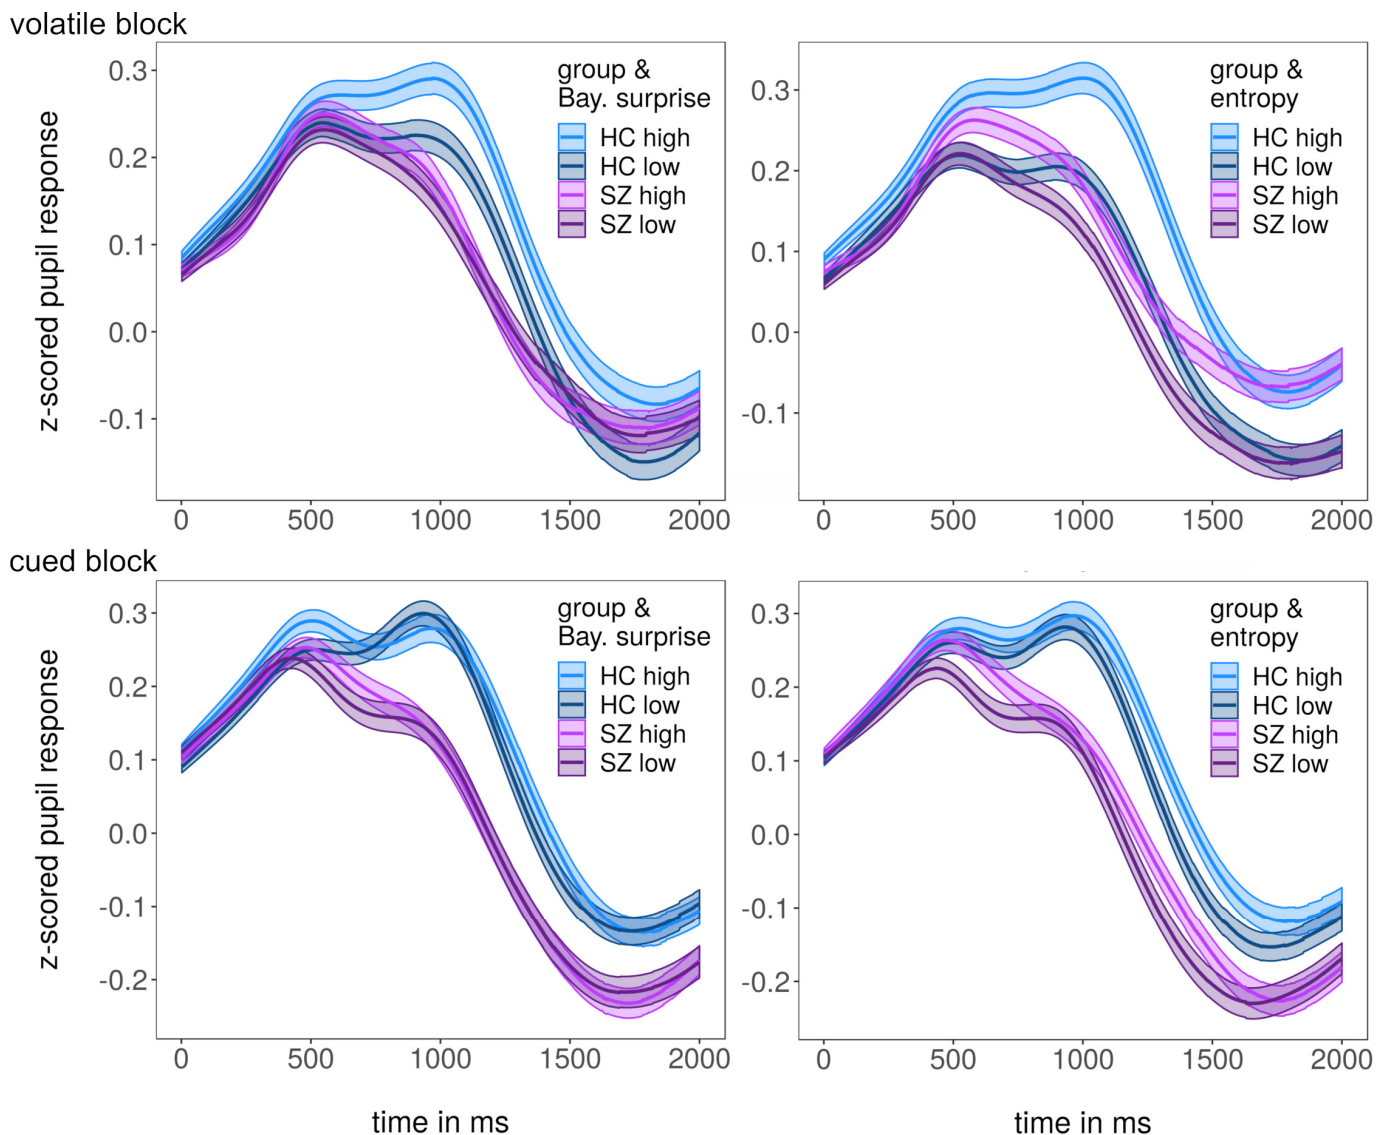 volatile block
z-scored pupil response
0.3
0.2
0.1
0.0
-0.1
0
500
1000
1500
2000
group &
Bay. surprise
HC high
HC low
SZ high
SZ low
0.3
0.2
0.1
0.0
-0.1
0
500
1000
1500
2000
group &
entropy
HC high
HC low
SZ high
SZ low
cued block
z-scored pupil response
0.3
0.2
0.1
0.0
-0.1
-0.2
0
500
1000
1500
2000
time in ms
group &
Bay. surprise
HC high
HC low
SZ high
SZ low
0.3
0.2
0.1
0.0
-0.1
-0.2
0
500
1000
1500
2000
time in ms
group &
entropy
HC high
HC low
SZ high
SZ low